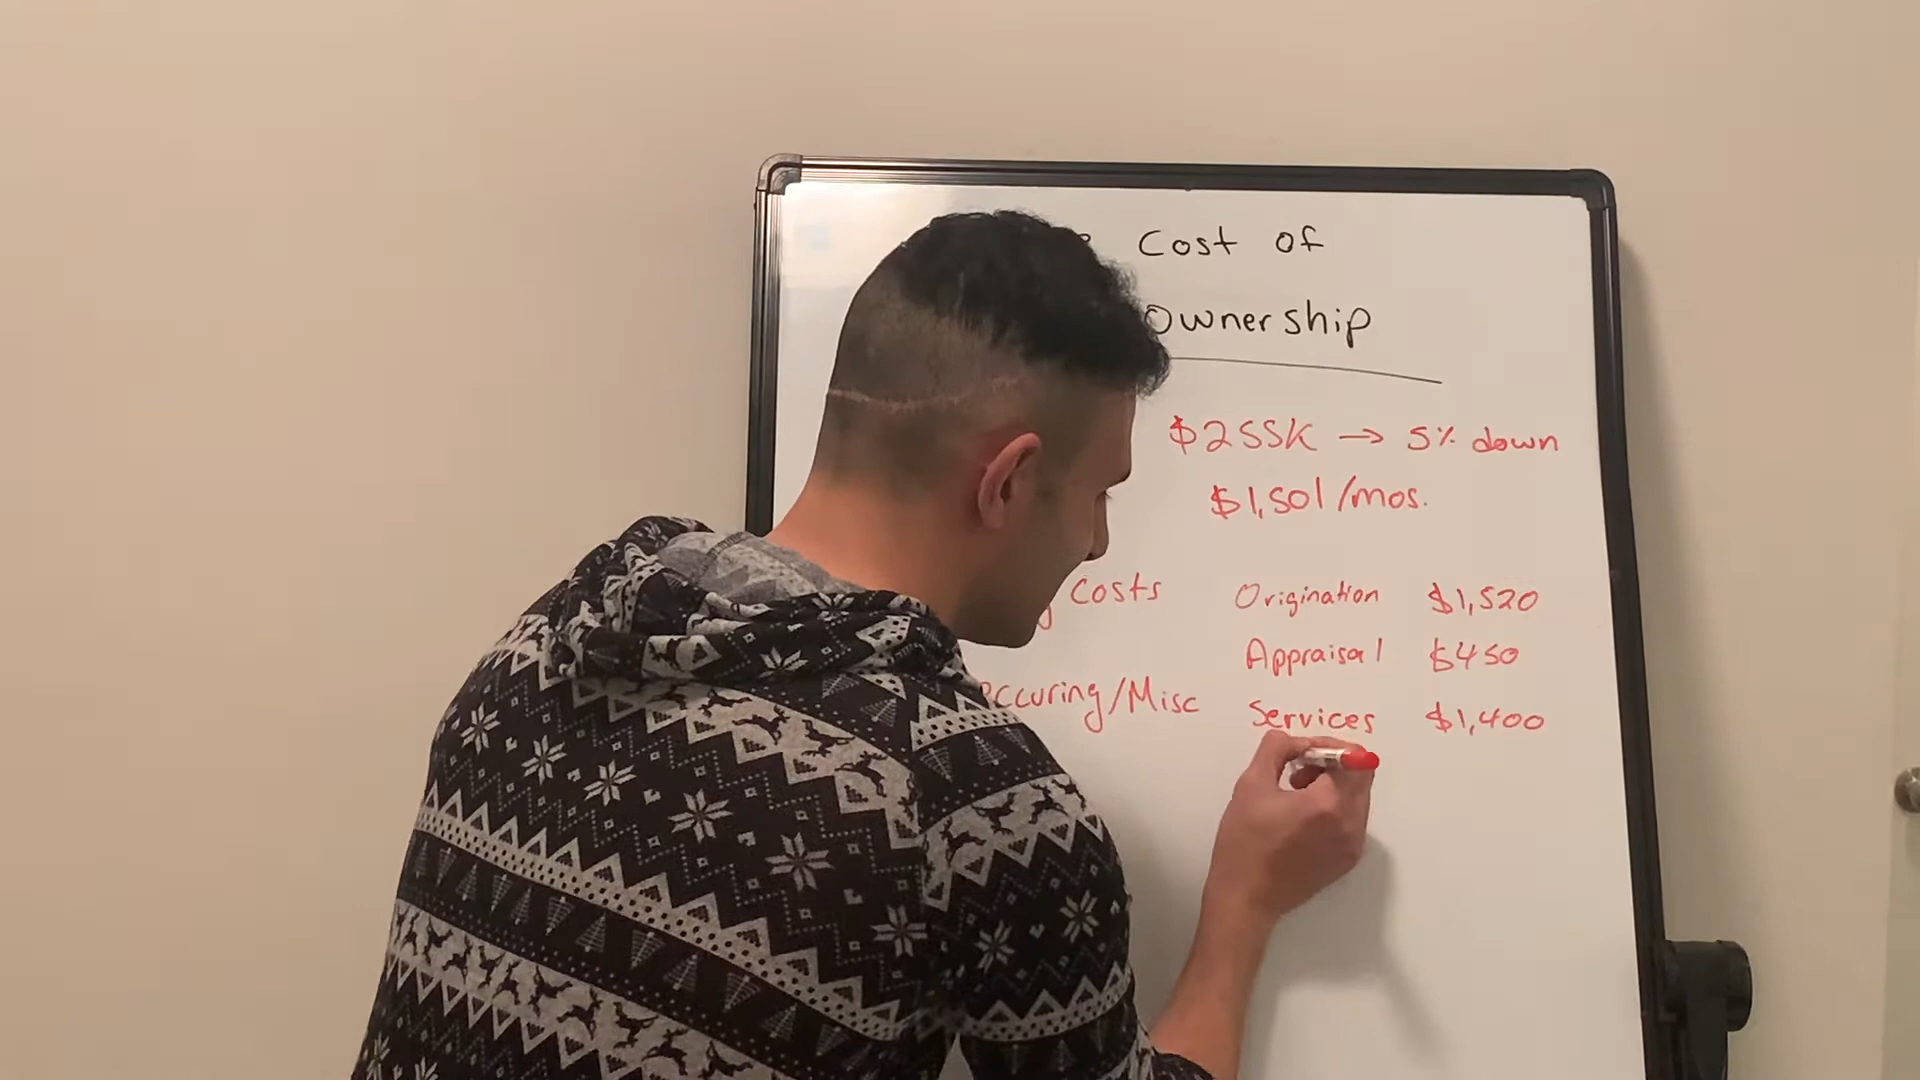 Cost of
Ownership
$255K → 5% down
$1,501/mos.
Costs
Origination $1,520
Appraisal $450
ccuring/Misc
Services $1,400